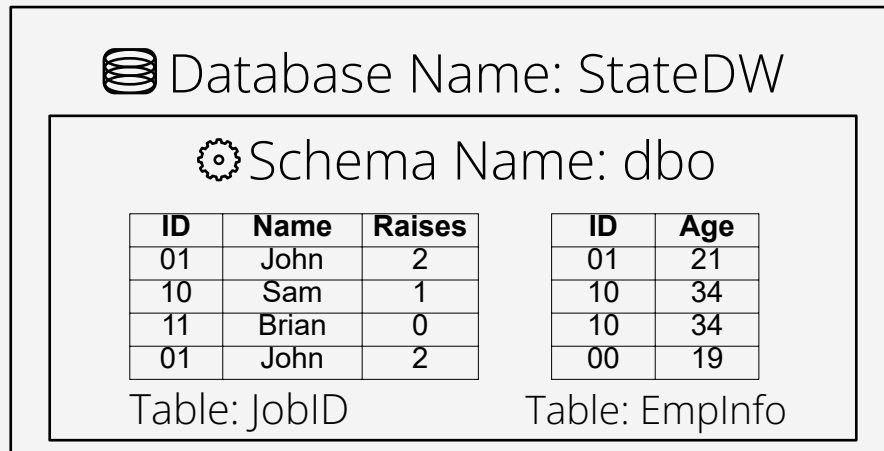 Database Name: StateDW
Schema Name: dbo
ID Name Raises
01 John 2
10 Sam 1
11 Brian 0
01 John 2
Table: JobID
ID Age
01 21
10 34
10 34
00 19
Table: EmpInfo